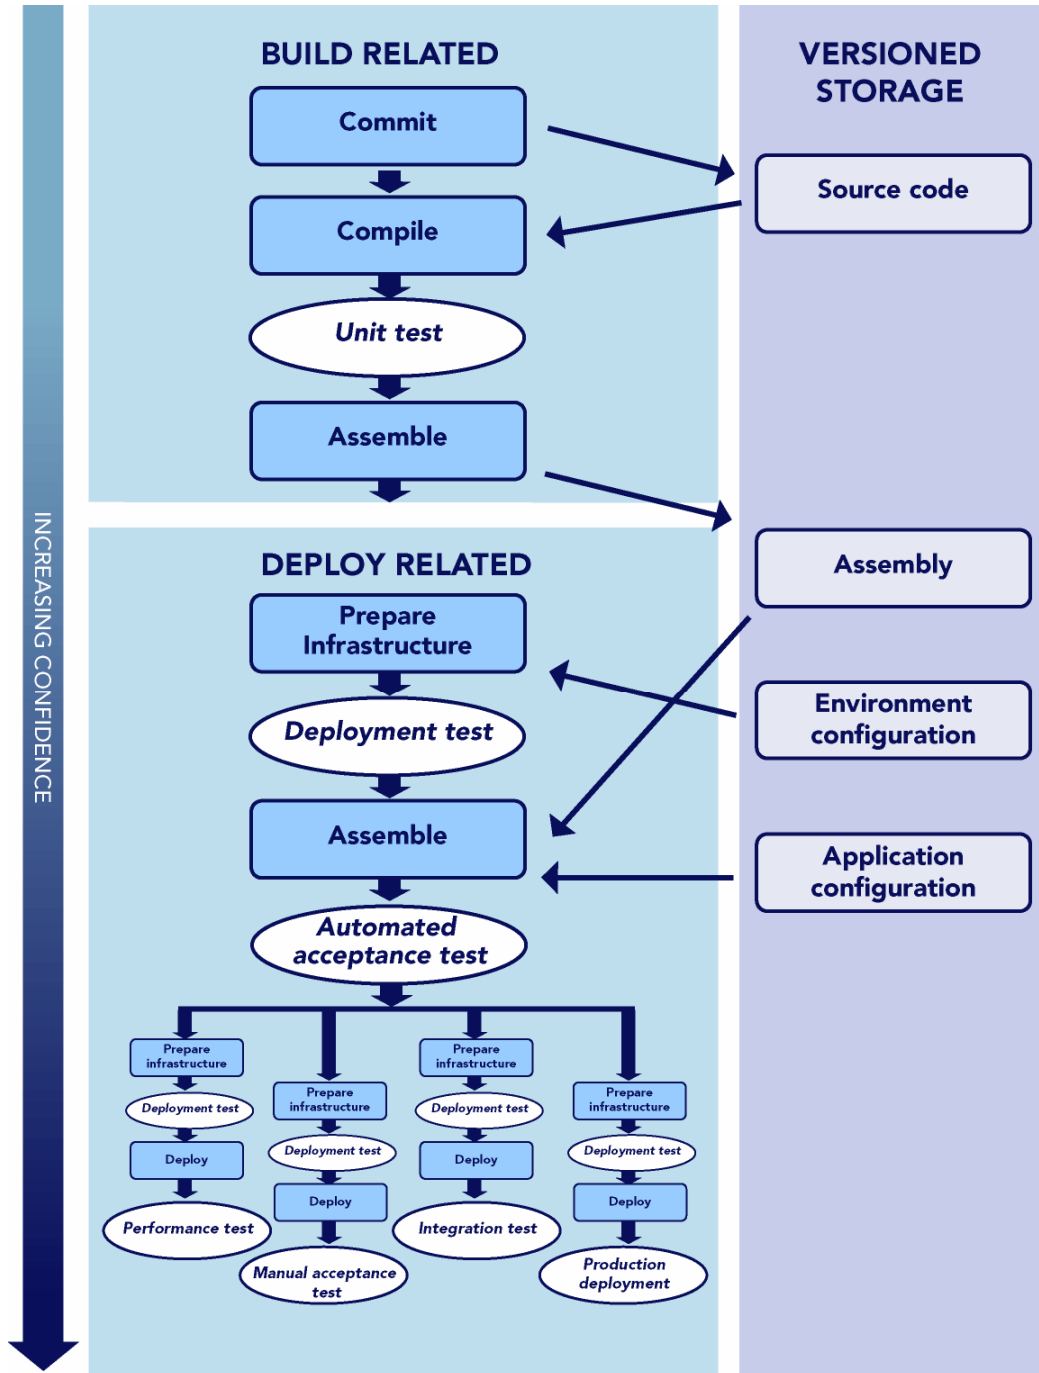 BUILD RELATED
Commit
Compile
Unit test
Assemble
VERSIONED
STORAGE
Source code
Assembly
Environment
configuration
Application
configuration
INCREASING CONFIDENCE
DEPLOY RELATED
Prepare
Infrastructure
Deployment test
Assemble
Automated
acceptance test
Prepare
infrastructure
Deployment test
Deploy
Performance test
Prepare
infrastructure
Deployment test
Deploy
Manual acceptance
test
Prepare
infrastructure
Deployment test
Deploy
Integration test
Prepare
infrastructure
Deployment test
Deploy
Production
deployment